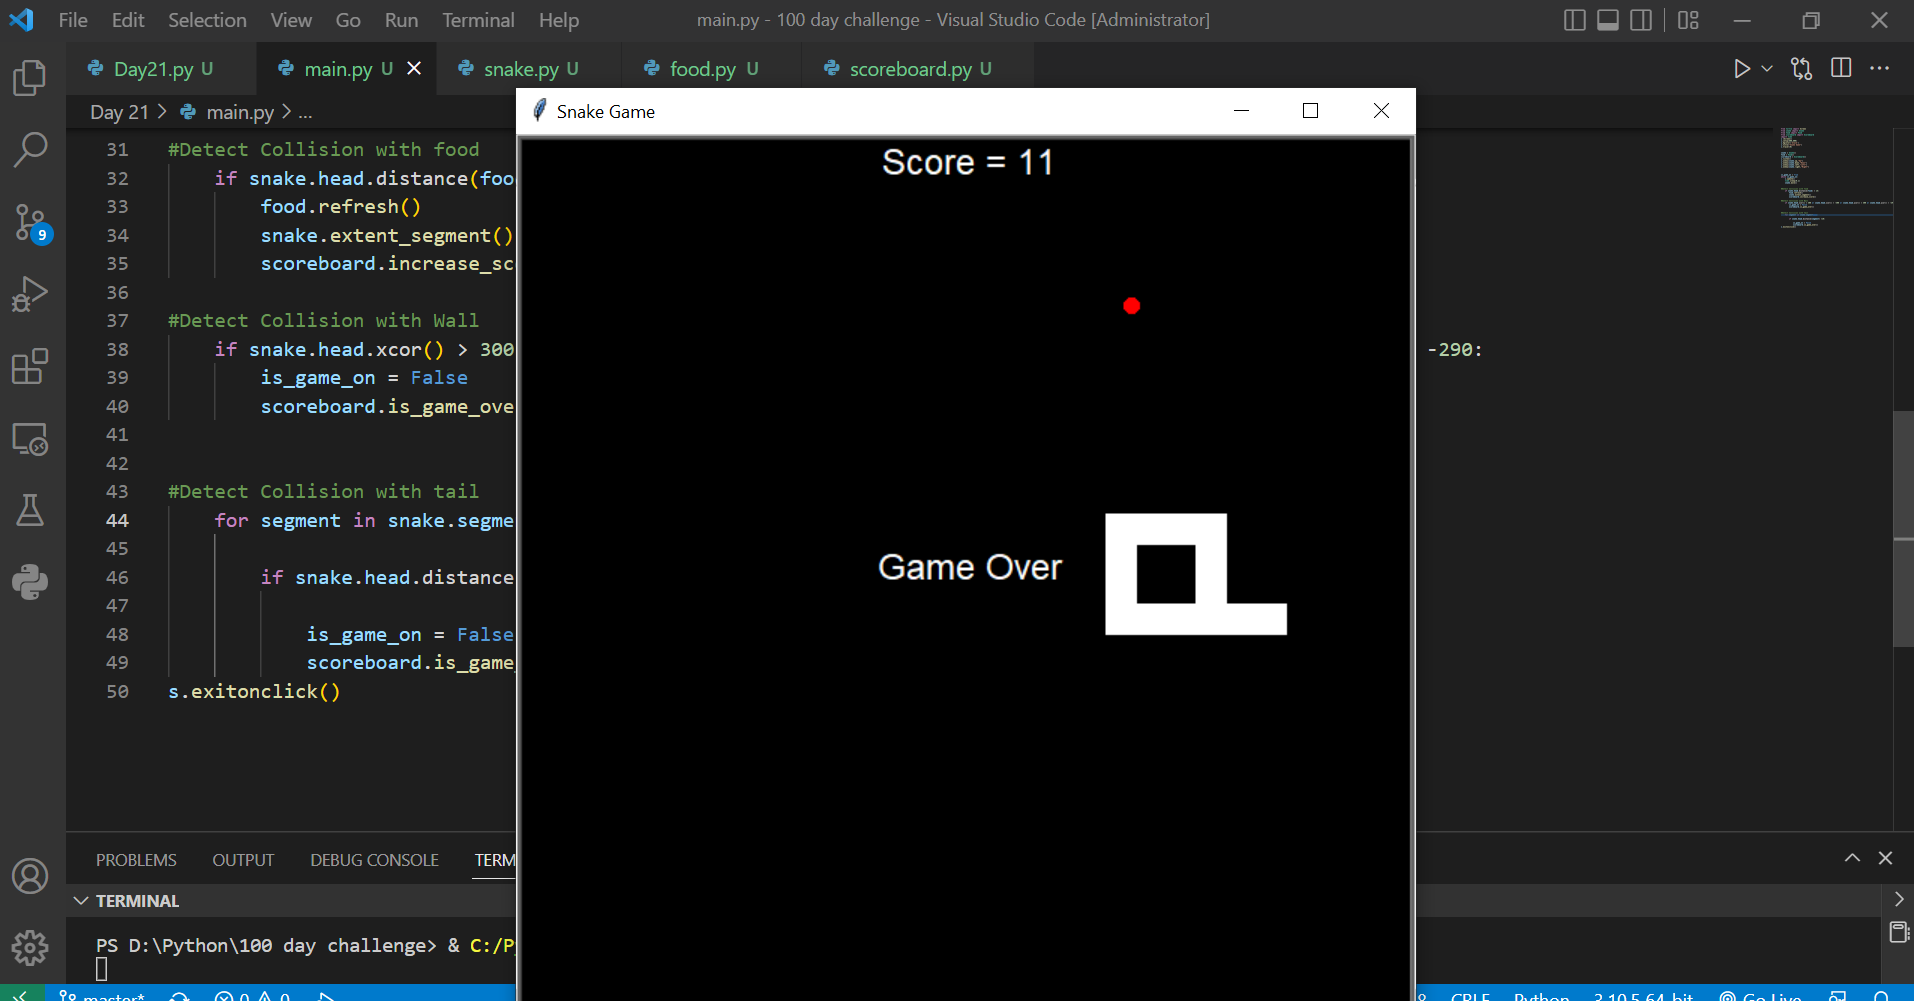 File Edit Selection View Go Run Terminal Help main.py - 100 day challenge - Visual Studio Code [Administrator]
Day21.py U main.py U snake.py U food.py U scoreboard.py U
Day 21 > main.py > ...
Snake Game
Score = 11
Game Over
31 #Detect Collision with food
32 if snake.head.distance(foo
33 food.refresh()
34 snake.extent_segment()
35 scoreboard.increase_sc
36
37 #Detect Collision with Wall
38 if snake.head.xcor() > 300 -290:
39 is_game_on = False
40 scoreboard.is_game_ove
41
42
43 #Detect Collision with tail
44 for segment in snake.segme
45
46 if snake.head.distance
47
48 is_game_on = False
49 scoreboard.is_game_
50 s.exitonclick()
9
PROBLEMS OUTPUT DEBUG CONSOLE TERM
TERMINAL
PS D:\Python\100 day challenge> & C:/P
master* 0 0 CRLF Python 3.10.5 64-bit Go Live